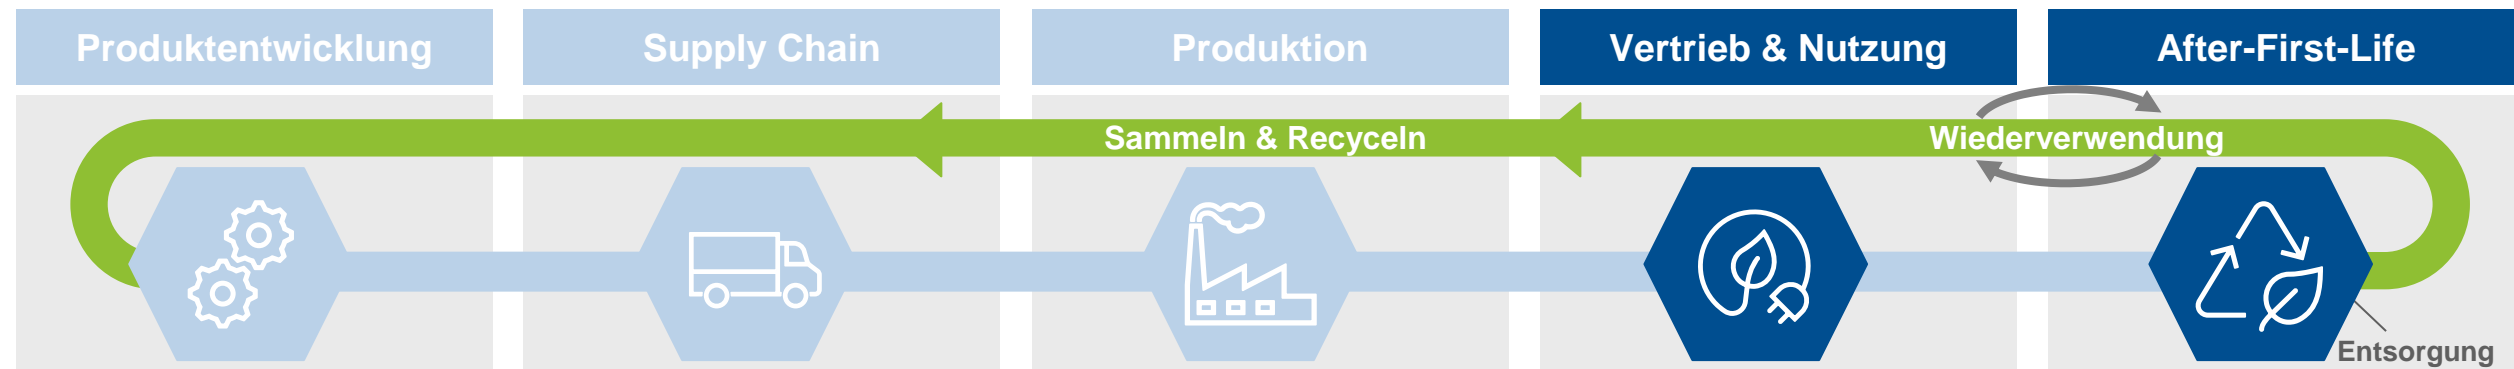 Produktentwicklung
Supply Chain
Produktion
Vertrieb & Nutzung
After-First-Life
Sammeln & Recyceln
Wiederverwendung
Entsorgung